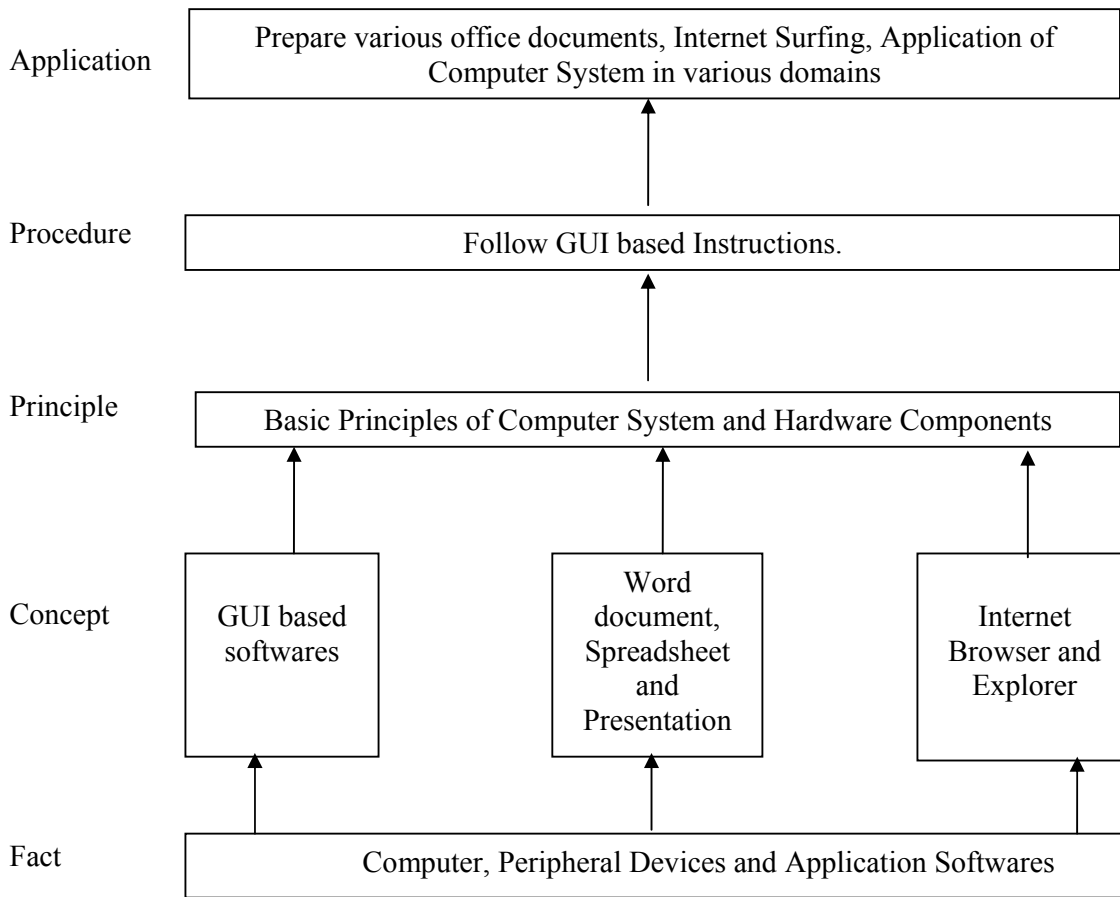 Application
Prepare various office documents, Internet Surfing, Application of
Computer System in various domains
Procedure
Follow GUI based Instructions.
Principle
Basic Principles of Computer System and Hardware Components
Concept
GUI based
softwares
Word
document,
Spreadsheet
and
Presentation
Internet
Browser and
Explorer
Fact
Computer, Peripheral Devices and Application Softwares